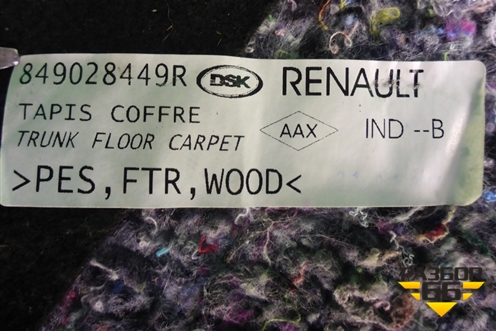 849028449R DSK RENAULT
TAPIS COFFRE
TRUNK FLOOR CARPET
AAX
IND --B
>PES,FTR,WOOD<
РАЗБОР
66